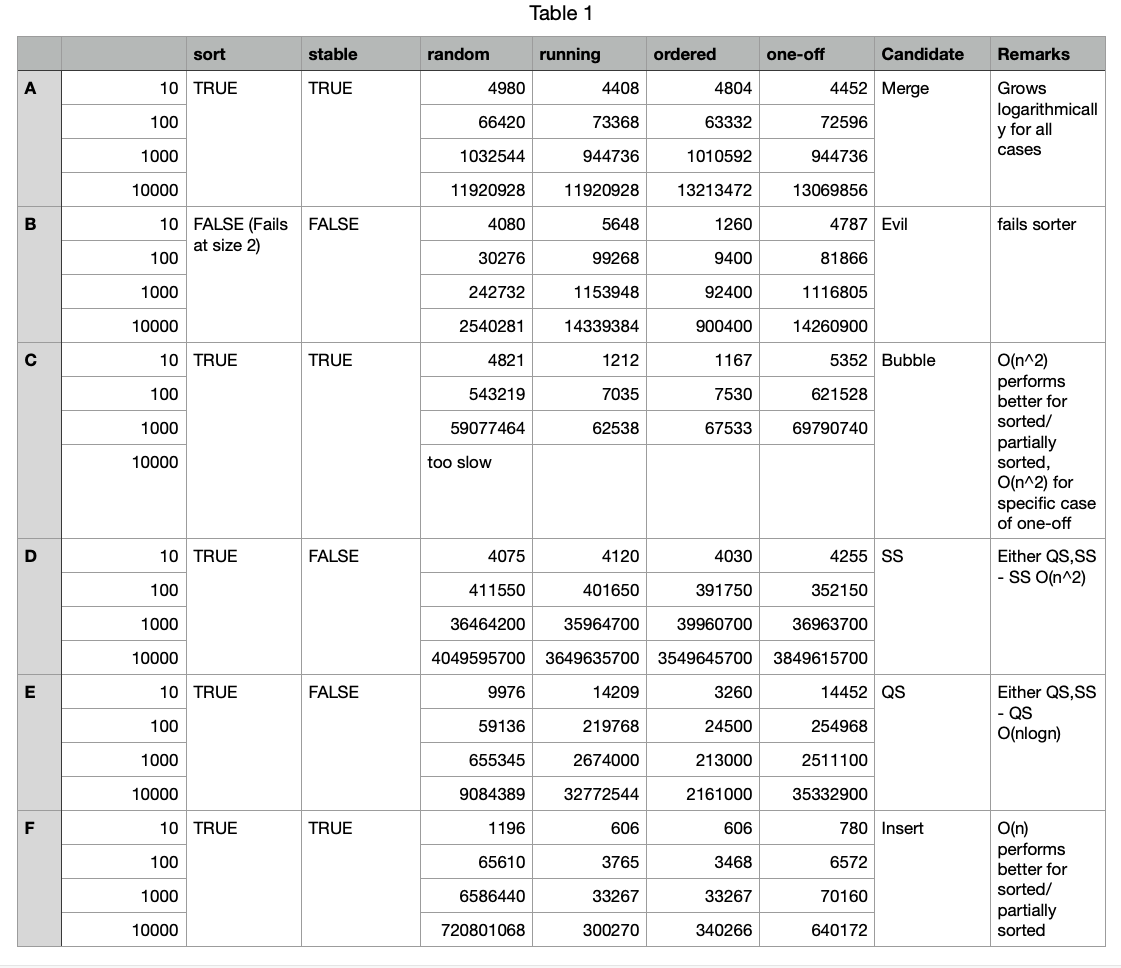 Table 1
sort stable random running ordered one-off Candidate Remarks
A 10 TRUE TRUE 4980 4408 4804 4452 Merge Grows
logarithmicall
100 66420 73368 63332 72596
y for all
1000 1032544 944736 1010592 944736
cases
10000 11920928 11920928 13213472 13069856
B 10 FALSE (Fails FALSE 4080 5648 1260 4787 Evil fails sorter
at size 2)
100 30276 99268 9400 81866
1000 242732 1153948 92400 1116805
10000 2540281 14339384 900400 14260900
C 10 TRUE TRUE 4821 1212 1167 5352 Bubble O(n^2)
performs
100 543219 7035 7530 621528
better for
sorted/
1000 59077464 62538 67533 69790740
partially
10000 too slow
sorted,
O(n^2) for
specific case
of one-off
D 10 TRUE FALSE 4075 4120 4030 4255 SS Either QS,SS
- SS O(n^2)
100 411550 401650 391750 352150
1000 36464200 35964700 39960700 36963700
10000 4049595700 3649635700 3549645700 3849615700
E 10 TRUE FALSE 9976 14209 3260 14452 QS Either QS,SS
- QS
100 59136 219768 24500 254968
O(nlogn)
1000 655345 2674000 213000 2511100
10000 9084389 32772544 2161000 35332900
F 10 TRUE TRUE 1196 606 606 780 Insert O(n)
performs
100 65610 3765 3468 6572
better for
1000 6586440 33267 33267 70160
sorted/
partially
10000 720801068 300270 340266 640172
sorted